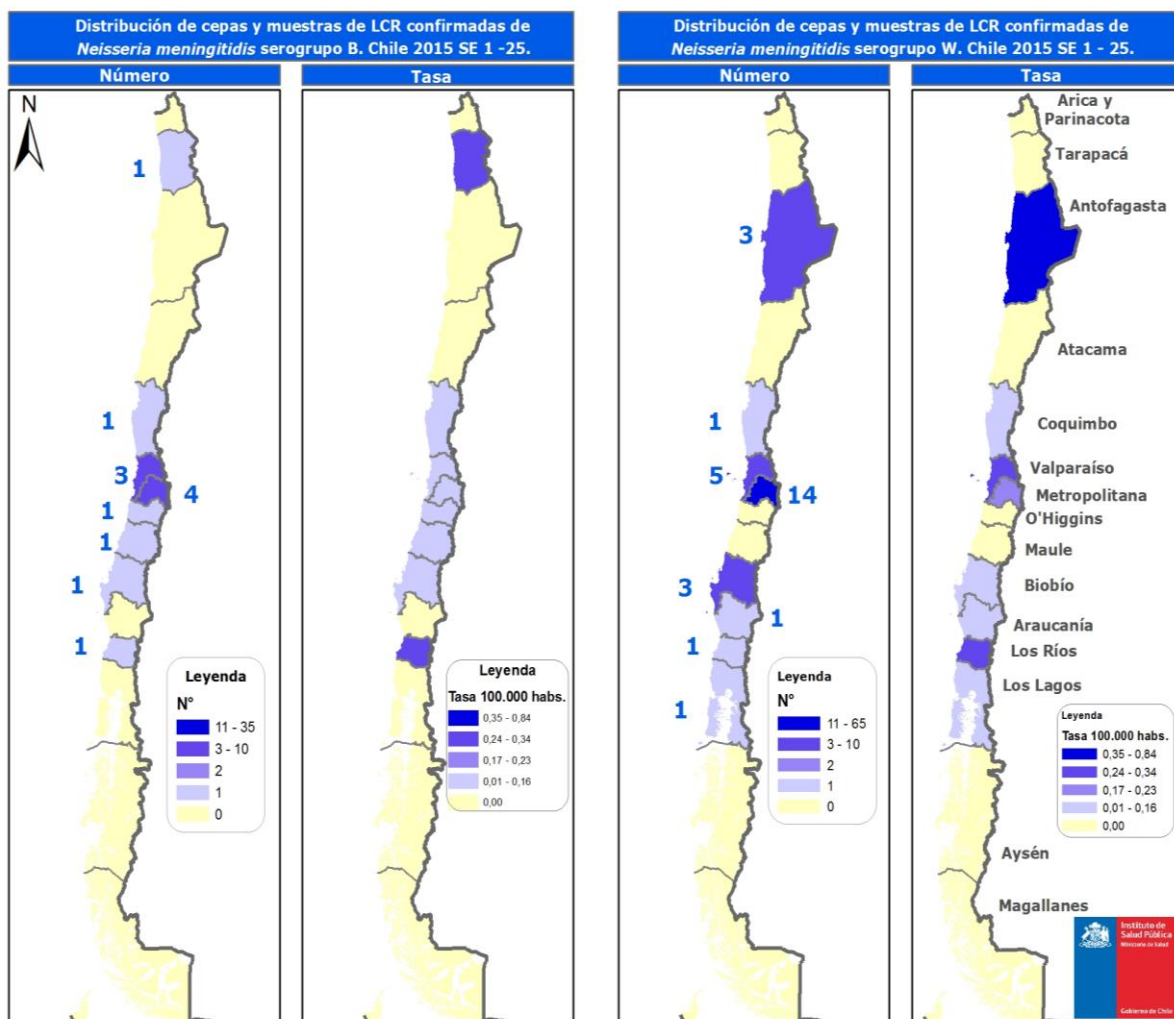 Distribución de cepas y muestras de LCR confirmadas de
Neisseria meningitidis serogrupo B. Chile 2015 SE 1 -25.
Número
Tasa
N
1
1
3
4
1
1
1
1
Leyenda
N°
11 - 35
3 - 10
2
1
0
Leyenda
Tasa 100.000 habs.
0,35 - 0,84
0,24 - 0,34
0,17 - 0,23
0,01 - 0,16
0,00
Distribución de cepas y muestras de LCR confirmadas de
Neisseria meningitidis serogrupo W. Chile 2015 SE 1 - 25.
Número
Tasa
3
1
5
14
3
1
1
1
Leyenda
N°
11 - 65
3 - 10
2
1
0
Arica y
Parinacota
Tarapacá
Antofagasta
Atacama
Coquimbo
Valparaíso
Metropolitana
O'Higgins
Maule
Biobío
Araucanía
Los Ríos
Los Lagos
Leyenda
Tasa 100.000 habs.
0,35 - 0,84
0,24 - 0,34
0,17 - 0,23
0,01 - 0,16
0,00
Aysén
Magallanes
Instituto de
Salud Pública
Ministerio de Salud
Gobierno de Chile